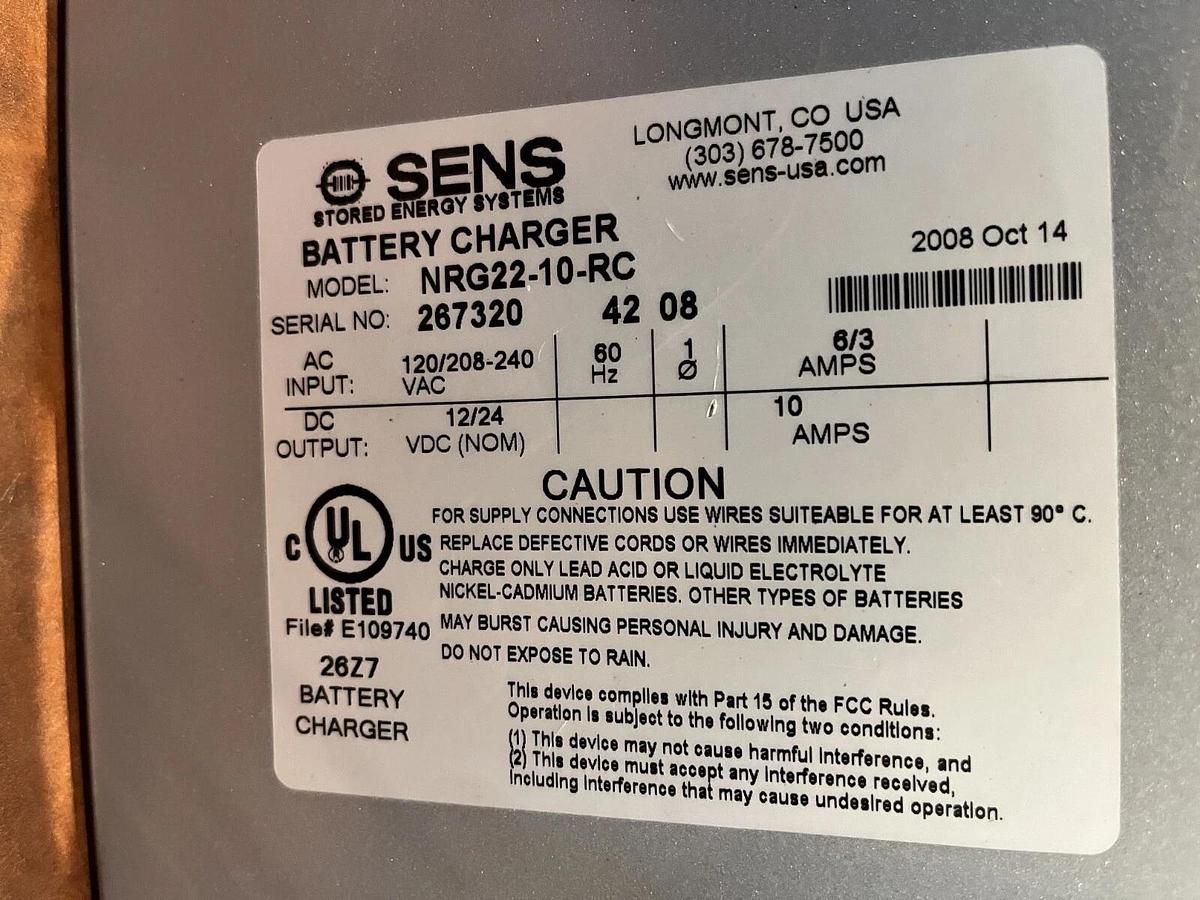 SENS
STORED ENERGY SYSTEMS
LONGMONT, CO USA
(303) 678-7500
www.sens-usa.com
BATTERY CHARGER
MODEL: NRG22-10-RC
2008 Oct 14
SERIAL NO: 267320 42 08
AC INPUT: 120/208-240 VAC 60 Hz 1 Ø 6/3 AMPS
DC OUTPUT: 12/24 VDC (NOM) 10 AMPS
CAUTION
FOR SUPPLY CONNECTIONS USE WIRES SUITEABLE FOR AT LEAST 90° C.
REPLACE DEFECTIVE CORDS OR WIRES IMMEDIATELY.
CHARGE ONLY LEAD ACID OR LIQUID ELECTROLYTE
NICKEL-CADMIUM BATTERIES. OTHER TYPES OF BATTERIES
MAY BURST CAUSING PERSONAL INJURY AND DAMAGE.
DO NOT EXPOSE TO RAIN.
C UL US
LISTED
File# E109740
26Z7
BATTERY
CHARGER
This device complies with Part 15 of the FCC Rules.
Operation is subject to the following two conditions:
(1) This device may not cause harmful interference, and
(2) This device must accept any interference received,
including interference that may cause undesired operation.